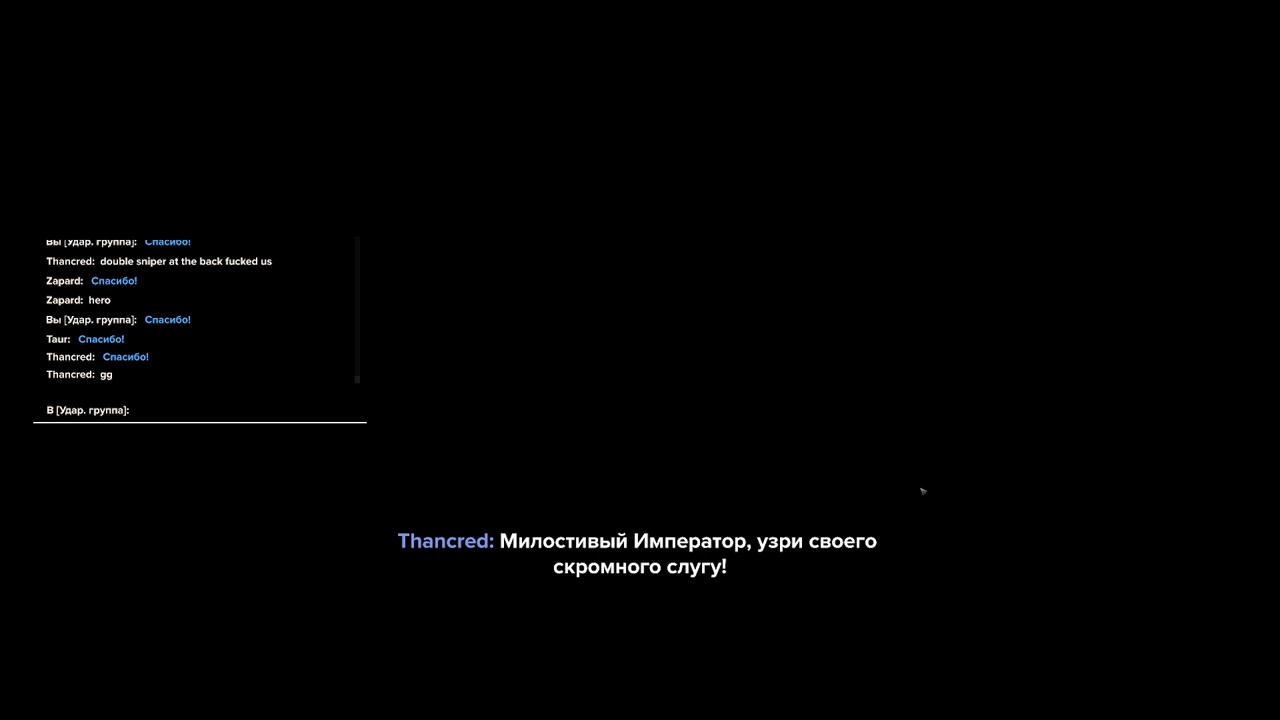 Вы [Удар. группа]: Спасибо!
Thancred: double sniper at the back fucked us
Zapard: Спасибо!
Zapard: hero
Вы [Удар. группа]: Спасибо!
Taur: Спасибо!
Thancred: Спасибо!
Thancred: gg
В [Удар. группа]:
Thancred: Милостивый Император, узри своего
скромного слугу!